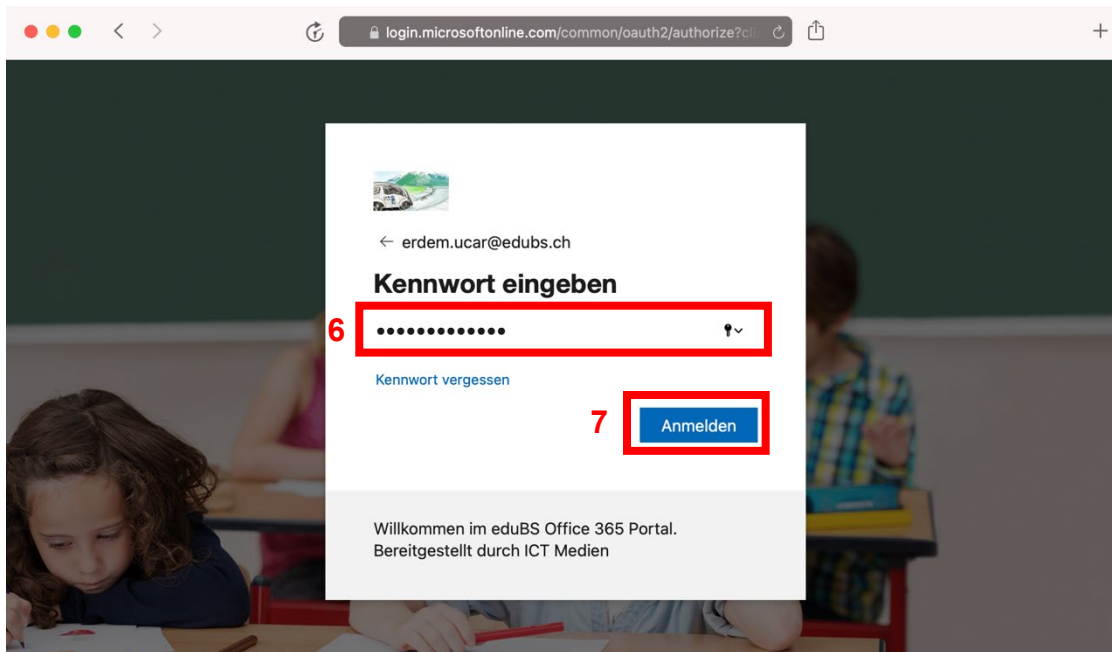 login.microsoftonline.com/common/oauth2/authorize?cli
erdem.ucar@edubs.ch
Kennwort eingeben
6 •••••••••••••
Kennwort vergessen
7 Anmelden
Willkommen im eduBS Office 365 Portal.
Bereitgestellt durch ICT Medien